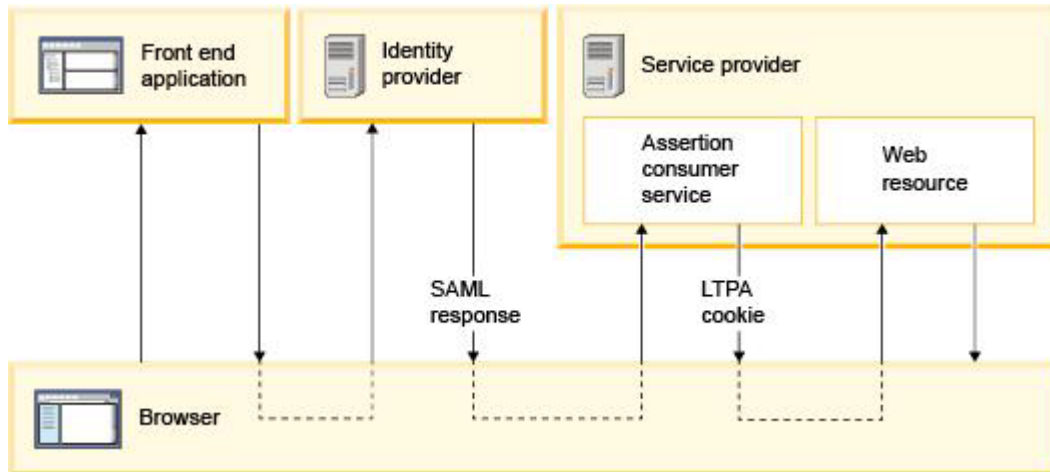 Front end
application
Identity
provider
Service provider
Assertion
consumer
service
Web
resource
SAML
response
LTPA
cookie
Browser